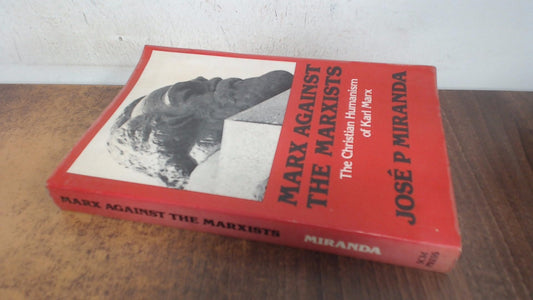 MARX AGAINST
THE MARXISTS
The Christian Humanism
of Karl Marx
JOSÉ P MIRANDA
MARX AGAINST THE MARXISTS MIRANDA